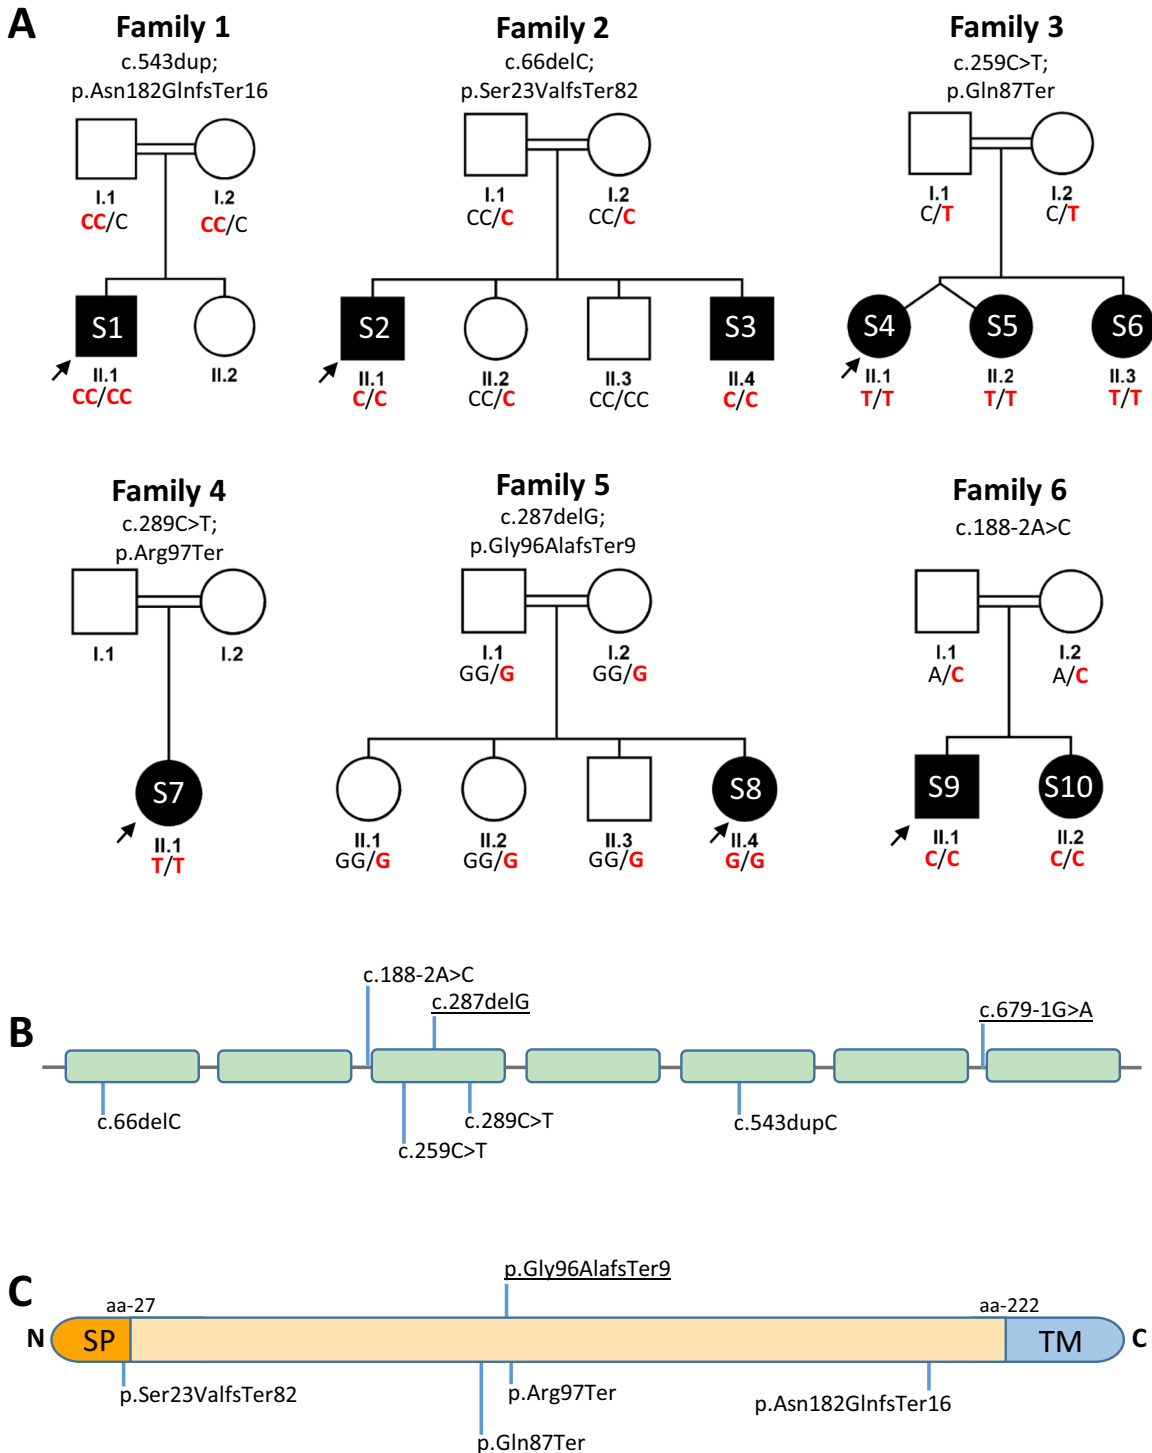 A
Family 1
c.543dup;
p.Asn182GlnfsTer16
I.1
I.2
CC/C
CC/C
S1
II.1
II.2
CC/CC
Family 2
c.66delC;
p.Ser23ValfsTer82
I.1
I.2
CC/C
CC/C
S2
S3
II.1
II.2
II.3
II.4
C/C
CC/C
CC/CC
C/C
Family 3
c.259C>T;
p.Gln87Ter
I.1
I.2
C/T
C/T
S4
S5
S6
II.1
II.2
II.3
T/T
T/T
T/T
Family 4
c.289C>T;
p.Arg97Ter
I.1
I.2
S7
II.1
T/T
Family 5
c.287delG;
p.Gly96AlafsTer9
I.1
I.2
GG/G
GG/G
S8
II.1
II.2
II.3
II.4
GG/G
GG/G
GG/G
G/G
Family 6
c.188-2A>C
I.1
I.2
A/C
A/C
S9
S10
II.1
II.2
C/C
C/C
B
c.188-2A>C
c.287delG
c.679-1G>A
c.66delC
c.289C>T
c.543dupC
c.259C>T
C
p.Gly96AlafsTer9
aa-27
aa-222
N
SP
TM
C
p.Ser23ValfsTer82
p.Arg97Ter
p.Asn182GlnfsTer16
p.Gln87Ter